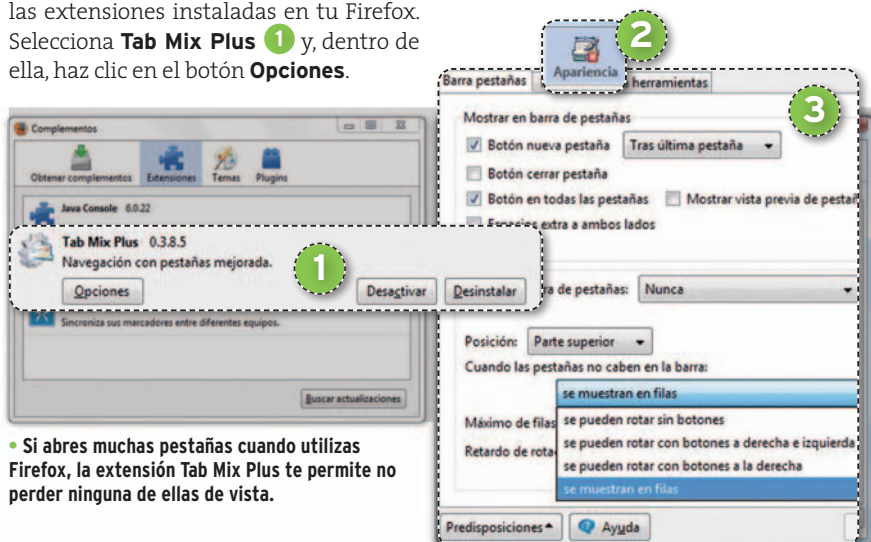 las extensiones instaladas en tu Firefox.
Selecciona Tab Mix Plus 1 y, dentro de
ella, haz clic en el botón Opciones.
Complementos
Obtener complementos Extensiones Temas Plugins
Java Console 6.0.22
Tab Mix Plus 0.3.8.5
Navegación con pestañas mejorada.
1
Opciones Desactivar Desinstalar
Sincroniza sus marcadores entre diferentes equipos.
Buscar actualizaciones
• Si abres muchas pestañas cuando utilizas
Firefox, la extensión Tab Mix Plus te permite no
perder ninguna de ellas de vista.
2
Barra pestañas Apariencia herramientas
3
Mostrar en barra de pestañas
Botón nueva pestaña Tras última pestaña
Botón cerrar pestaña
Botón en todas las pestañas Mostrar vista previa de pestañ
Espacios extra a ambos lados
ra de pestañas: Nunca
Posición: Parte superior
Cuando las pestañas no caben en la barra:
se muestran en filas
Máximo de filas se pueden rotar sin botones
se pueden rotar con botones a derecha e izquierda
Retardo de rota se pueden rotar con botones a la derecha
se muestran en filas
Predisposiciones Ayuda